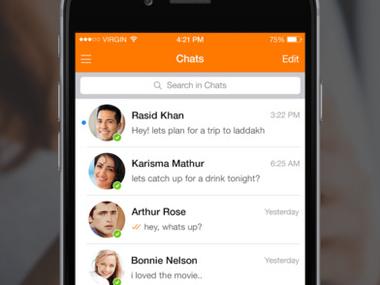 VIRGIN 4:21 PM 75%
Chats Edit
Search in Chats
Rasid Khan 3:22 PM
Hey! lets plan for a trip to laddakh
Karisma Mathur 6:25 AM
lets catch up for a drink tonight?
Arthur Rose Yesterday
hey, whats up?
Bonnie Nelson Yesterday
i loved the movie..